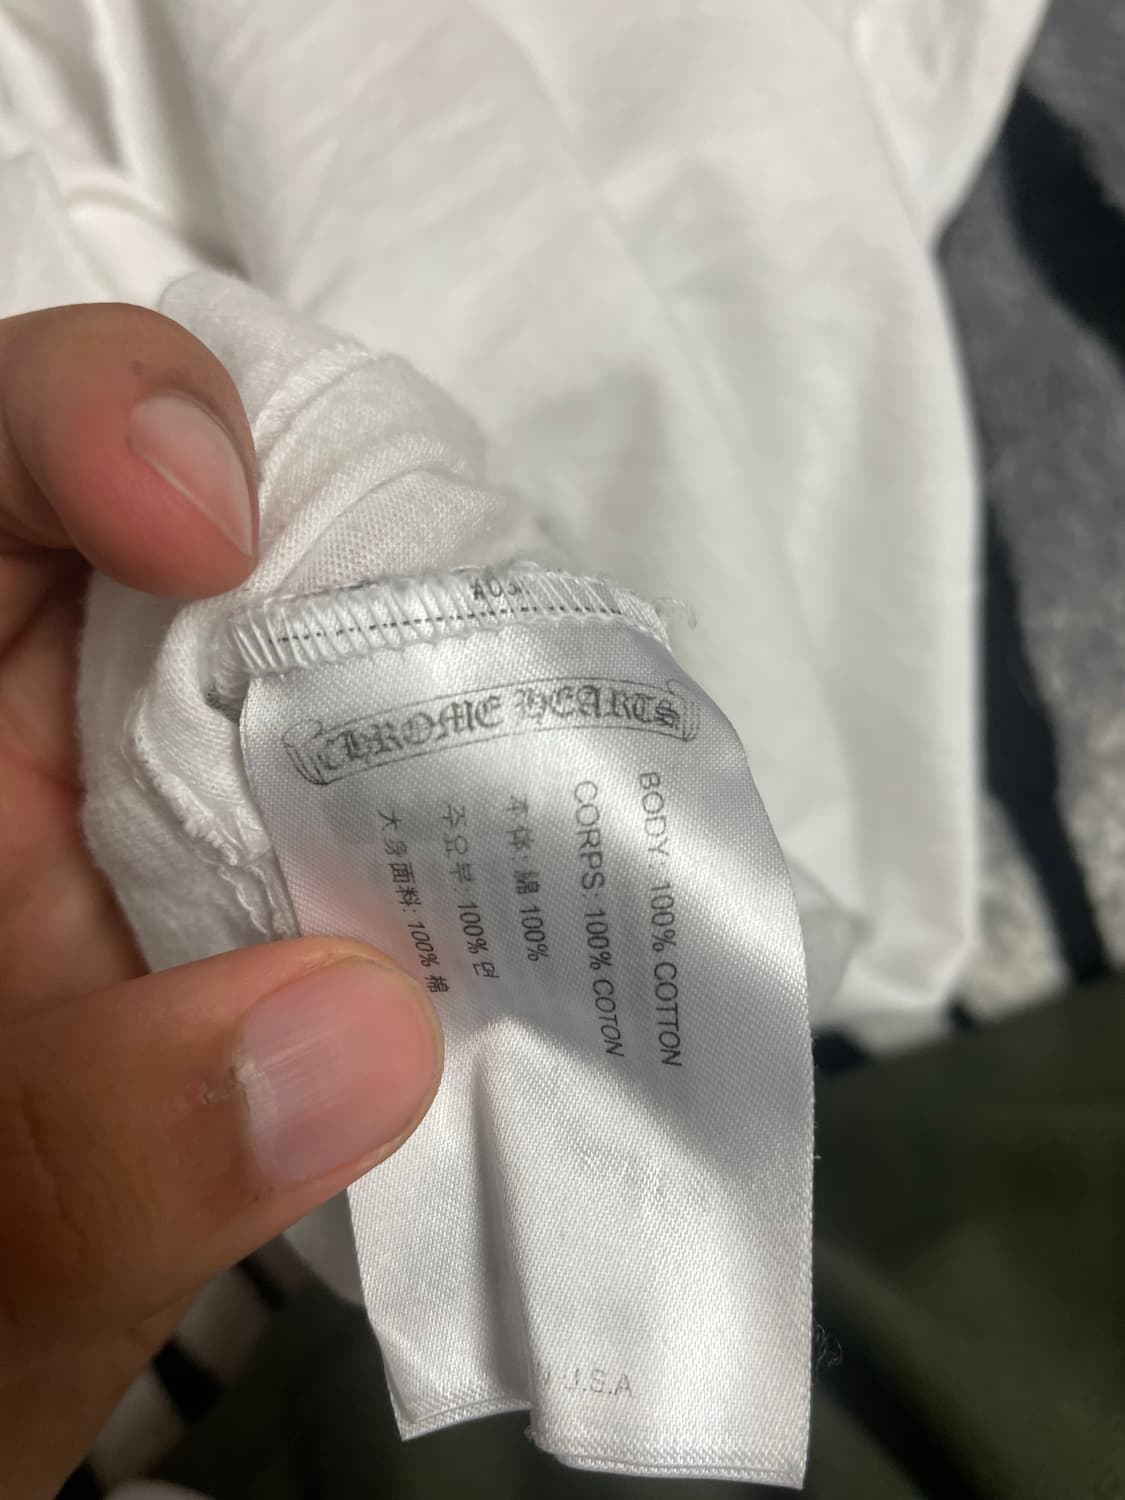 CHROME HEARTS
BODY: 100% COTTON
CORPS: 100% COTON
本体: 綿 100%
주요부: 100% 면
大身面料: 100% 棉
U.S.A